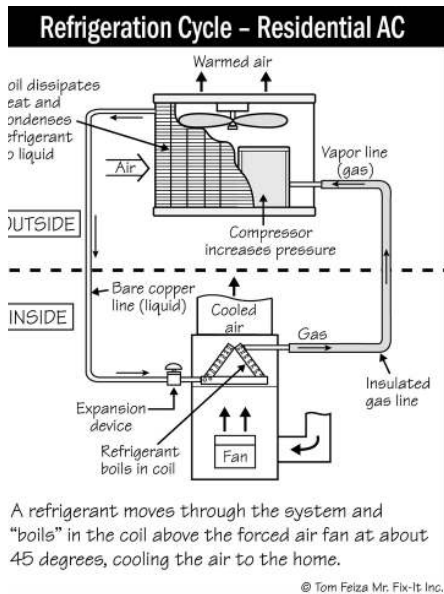 Refrigeration Cycle – Residential AC
Warmed air
oil dissipates
eat and
ondenses
efrigerant
o liquid
Air
Vapor line
(gas)
Compressor
increases pressure
OUTSIDE
INSIDE
Bare copper
line (liquid)
Cooled
air
Gas
Insulated
gas line
Expansion
device
Refrigerant
boils in coil
Fan
A refrigerant moves through the system and
“boils” in the coil above the forced air fan at about
45 degrees, cooling the air to the home.
© Tom Feiza Mr. Fix-It Inc.